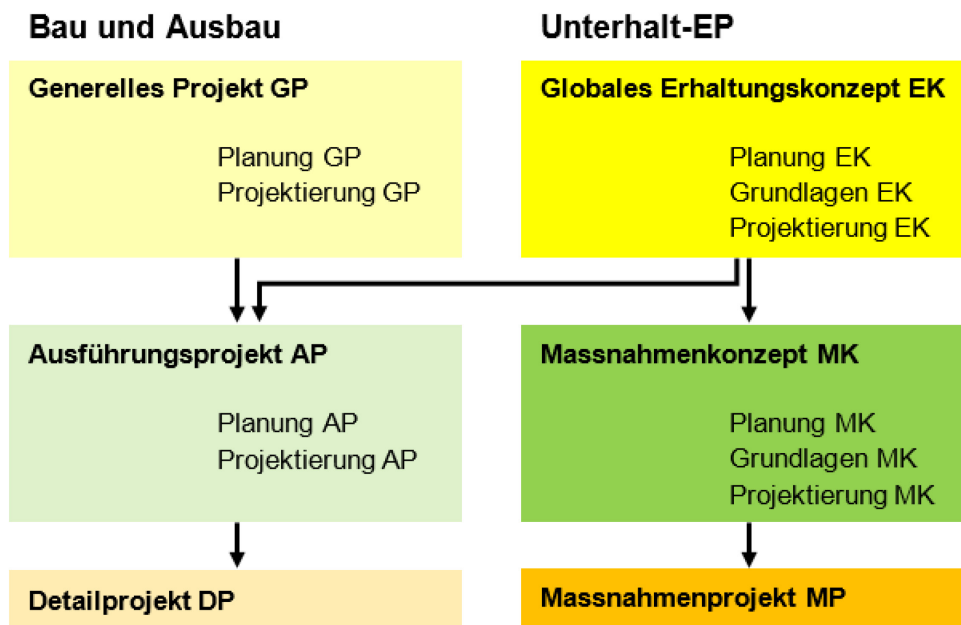 Bau und Ausbau
Generelles Projekt GP
Planung GP
Projektierung GP
Ausführungsprojekt AP
Planung AP
Projektierung AP
Detailprojekt DP
Unterhalt-EP
Globales Erhaltungskonzept EK
Planung EK
Grundlagen EK
Projektierung EK
Massnahmenkonzept MK
Planung MK
Grundlagen MK
Projektierung MK
Massnahmenprojekt MP